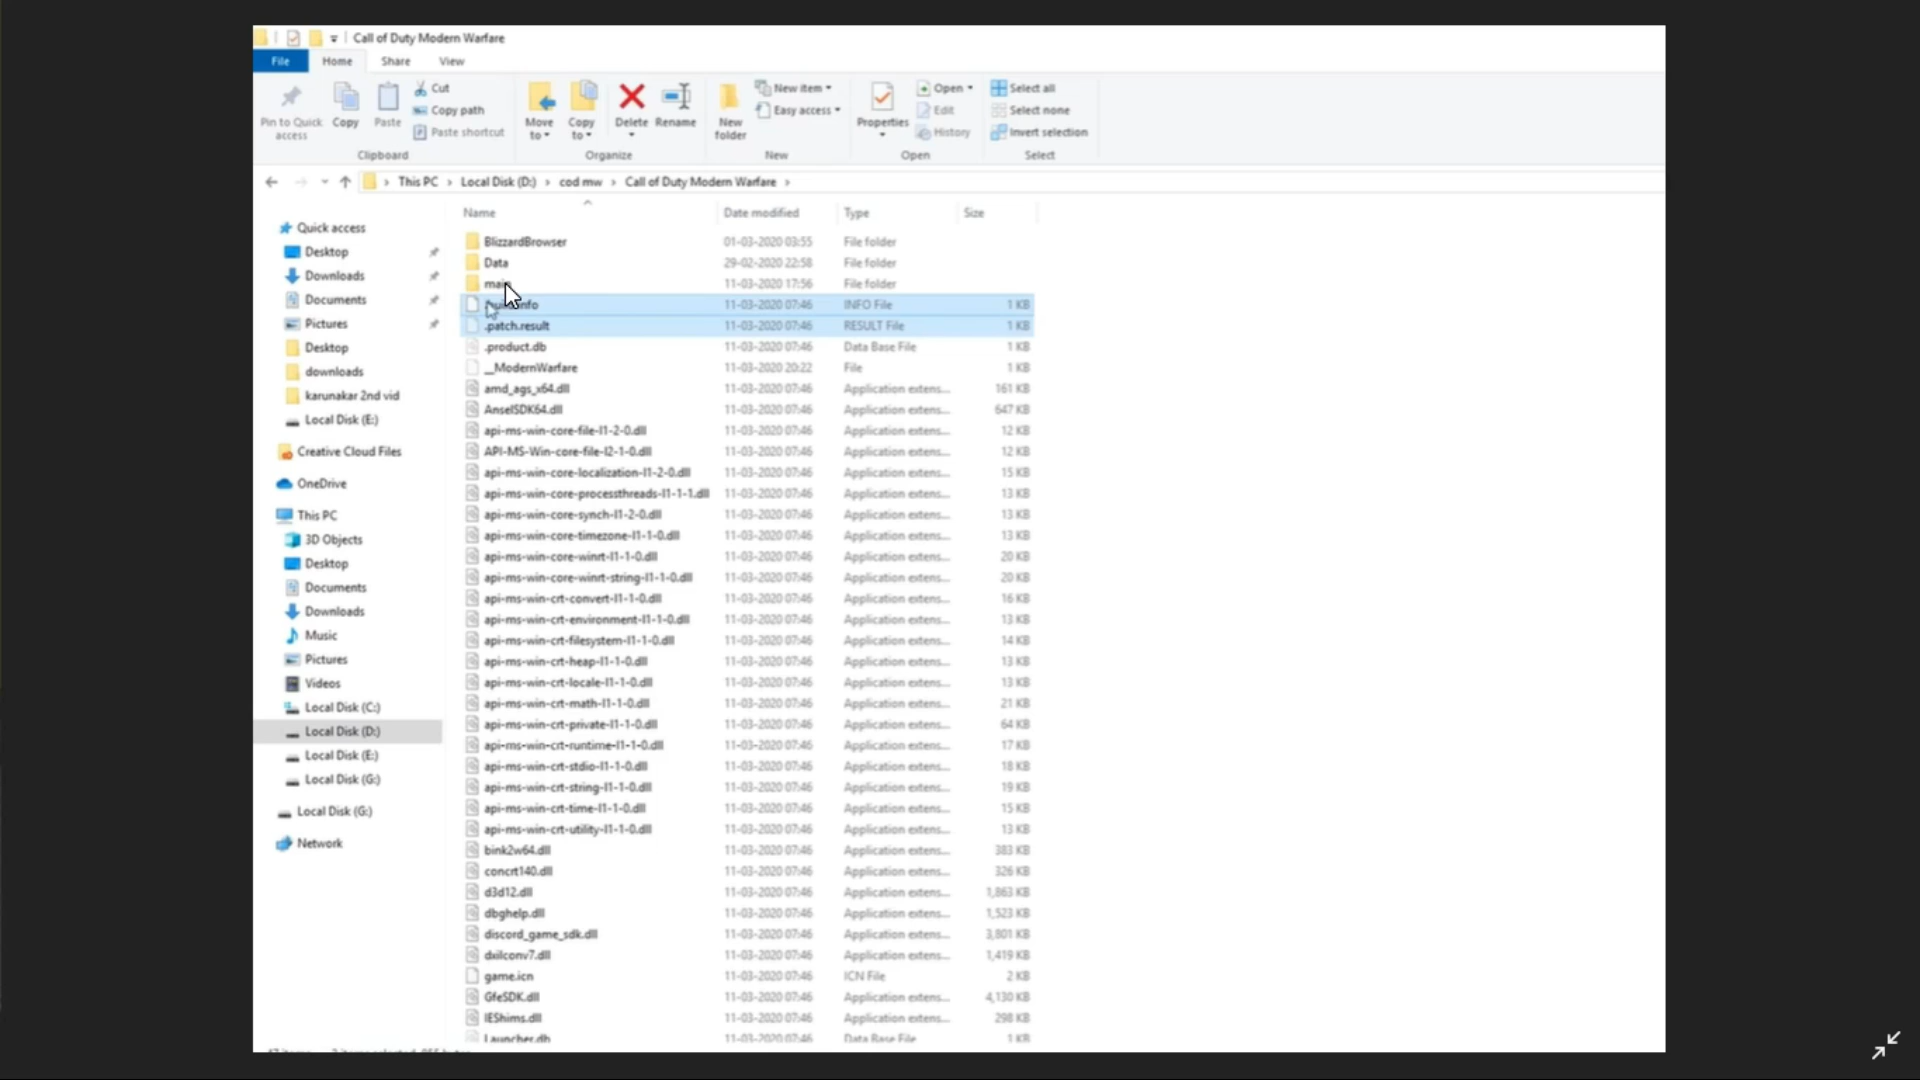 Call of Duty Modern Warfare
File Home Share View
Pin to Quick access
Copy
Paste
Cut
Copy path
Paste shortcut
Clipboard
Move to
Copy to
Delete
Rename
Organize
New folder
New item
Easy access
New
Properties
Open
Edit
History
Open
Select all
Select none
Invert selection
Select
This PC > Local Disk (D:) > cod mw > Call of Duty Modern Warfare >
Quick access
Desktop
Downloads
Documents
Pictures
Desktop
downloads
karunakar 2nd vid
Local Disk (E:)
Creative Cloud Files
OneDrive
This PC
3D Objects
Desktop
Documents
Downloads
Music
Pictures
Videos
Local Disk (C:)
Local Disk (D:)
Local Disk (E:)
Local Disk (G:)
Local Disk (G:)
Network
Name Date modified Type Size
BlizzardBrowser 01-03-2020 03:55 File folder
Data 29-02-2020 22:58 File folder
main 11-03-2020 17:56 File folder
11-03-2020 07:46 INFO File 1 KB
.patch.result 11-03-2020 07:46 RESULT File 1 KB
.product.db 11-03-2020 07:46 Data Base File 1 KB
__ModernWarfare 11-03-2020 20:22 File 1 KB
amd_ags_x64.dll 11-03-2020 07:46 Application extens... 161 KB
AnselSDK64.dll 11-03-2020 07:46 Application extens... 647 KB
api-ms-win-core-file-l1-2-0.dll 11-03-2020 07:46 Application extens... 12 KB
API-MS-Win-core-file-l2-1-0.dll 11-03-2020 07:46 Application extens... 12 KB
api-ms-win-core-localization-l1-2-0.dll 11-03-2020 07:46 Application extens... 15 KB
api-ms-win-core-processthreads-l1-1-1.dll 11-03-2020 07:46 Application extens... 13 KB
api-ms-win-core-synch-l1-2-0.dll 11-03-2020 07:46 Application extens... 13 KB
api-ms-win-core-timezone-l1-1-0.dll 11-03-2020 07:46 Application extens... 13 KB
api-ms-win-core-winrt-l1-1-0.dll 11-03-2020 07:46 Application extens... 20 KB
api-ms-win-core-winrt-string-l1-1-0.dll 11-03-2020 07:46 Application extens... 20 KB
api-ms-win-crt-convert-l1-1-0.dll 11-03-2020 07:46 Application extens... 16 KB
api-ms-win-crt-environment-l1-1-0.dll 11-03-2020 07:46 Application extens... 13 KB
api-ms-win-crt-filesystem-l1-1-0.dll 11-03-2020 07:46 Application extens... 14 KB
api-ms-win-crt-heap-l1-1-0.dll 11-03-2020 07:46 Application extens... 13 KB
api-ms-win-crt-locale-l1-1-0.dll 11-03-2020 07:46 Application extens... 13 KB
api-ms-win-crt-math-l1-1-0.dll 11-03-2020 07:46 Application extens... 21 KB
api-ms-win-crt-private-l1-1-0.dll 11-03-2020 07:46 Application extens... 64 KB
api-ms-win-crt-runtime-l1-1-0.dll 11-03-2020 07:46 Application extens... 17 KB
api-ms-win-crt-stdio-l1-1-0.dll 11-03-2020 07:46 Application extens... 18 KB
api-ms-win-crt-string-l1-1-0.dll 11-03-2020 07:46 Application extens... 19 KB
api-ms-win-crt-time-l1-1-0.dll 11-03-2020 07:46 Application extens... 15 KB
api-ms-win-crt-utility-l1-1-0.dll 11-03-2020 07:46 Application extens... 13 KB
bink2w64.dll 11-03-2020 07:46 Application extens... 383 KB
concrt140.dll 11-03-2020 07:46 Application extens... 326 KB
d3d12.dll 11-03-2020 07:46 Application extens... 1,863 KB
dbghelp.dll 11-03-2020 07:46 Application extens... 1,523 KB
discord_game_sdk.dll 11-03-2020 07:46 Application extens... 3,801 KB
dxilconv7.dll 11-03-2020 07:46 Application extens... 1,419 KB
game.icn 11-03-2020 07:46 ICN File 2 KB
GfeSDK.dll 11-03-2020 07:46 Application extens... 4,130 KB
IEShims.dll 11-03-2020 07:46 Application extens... 298 KB
Launcher.db 11-03-2020 07:46 Data Base File 1 KB